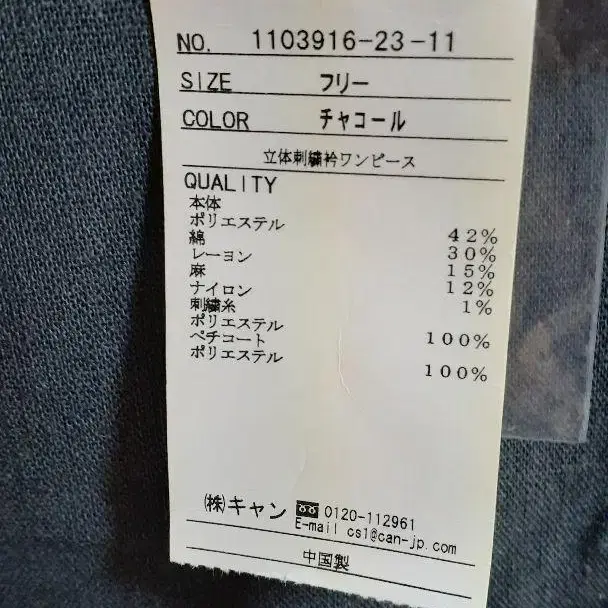 NO. 1103916-23-11
SIZE フリー
COLOR チャコール
立体刺繍衿ワンピース
QUALITY
本体
ポリエステル 42%
綿 30%
レーヨン 15%
麻 12%
ナイロン 1%
刺繍糸
ポリエステル 100%
ペチコート
ポリエステル 100%
㈱キャン 0120-112961
E-mail cs1@can-jp.com
中国製